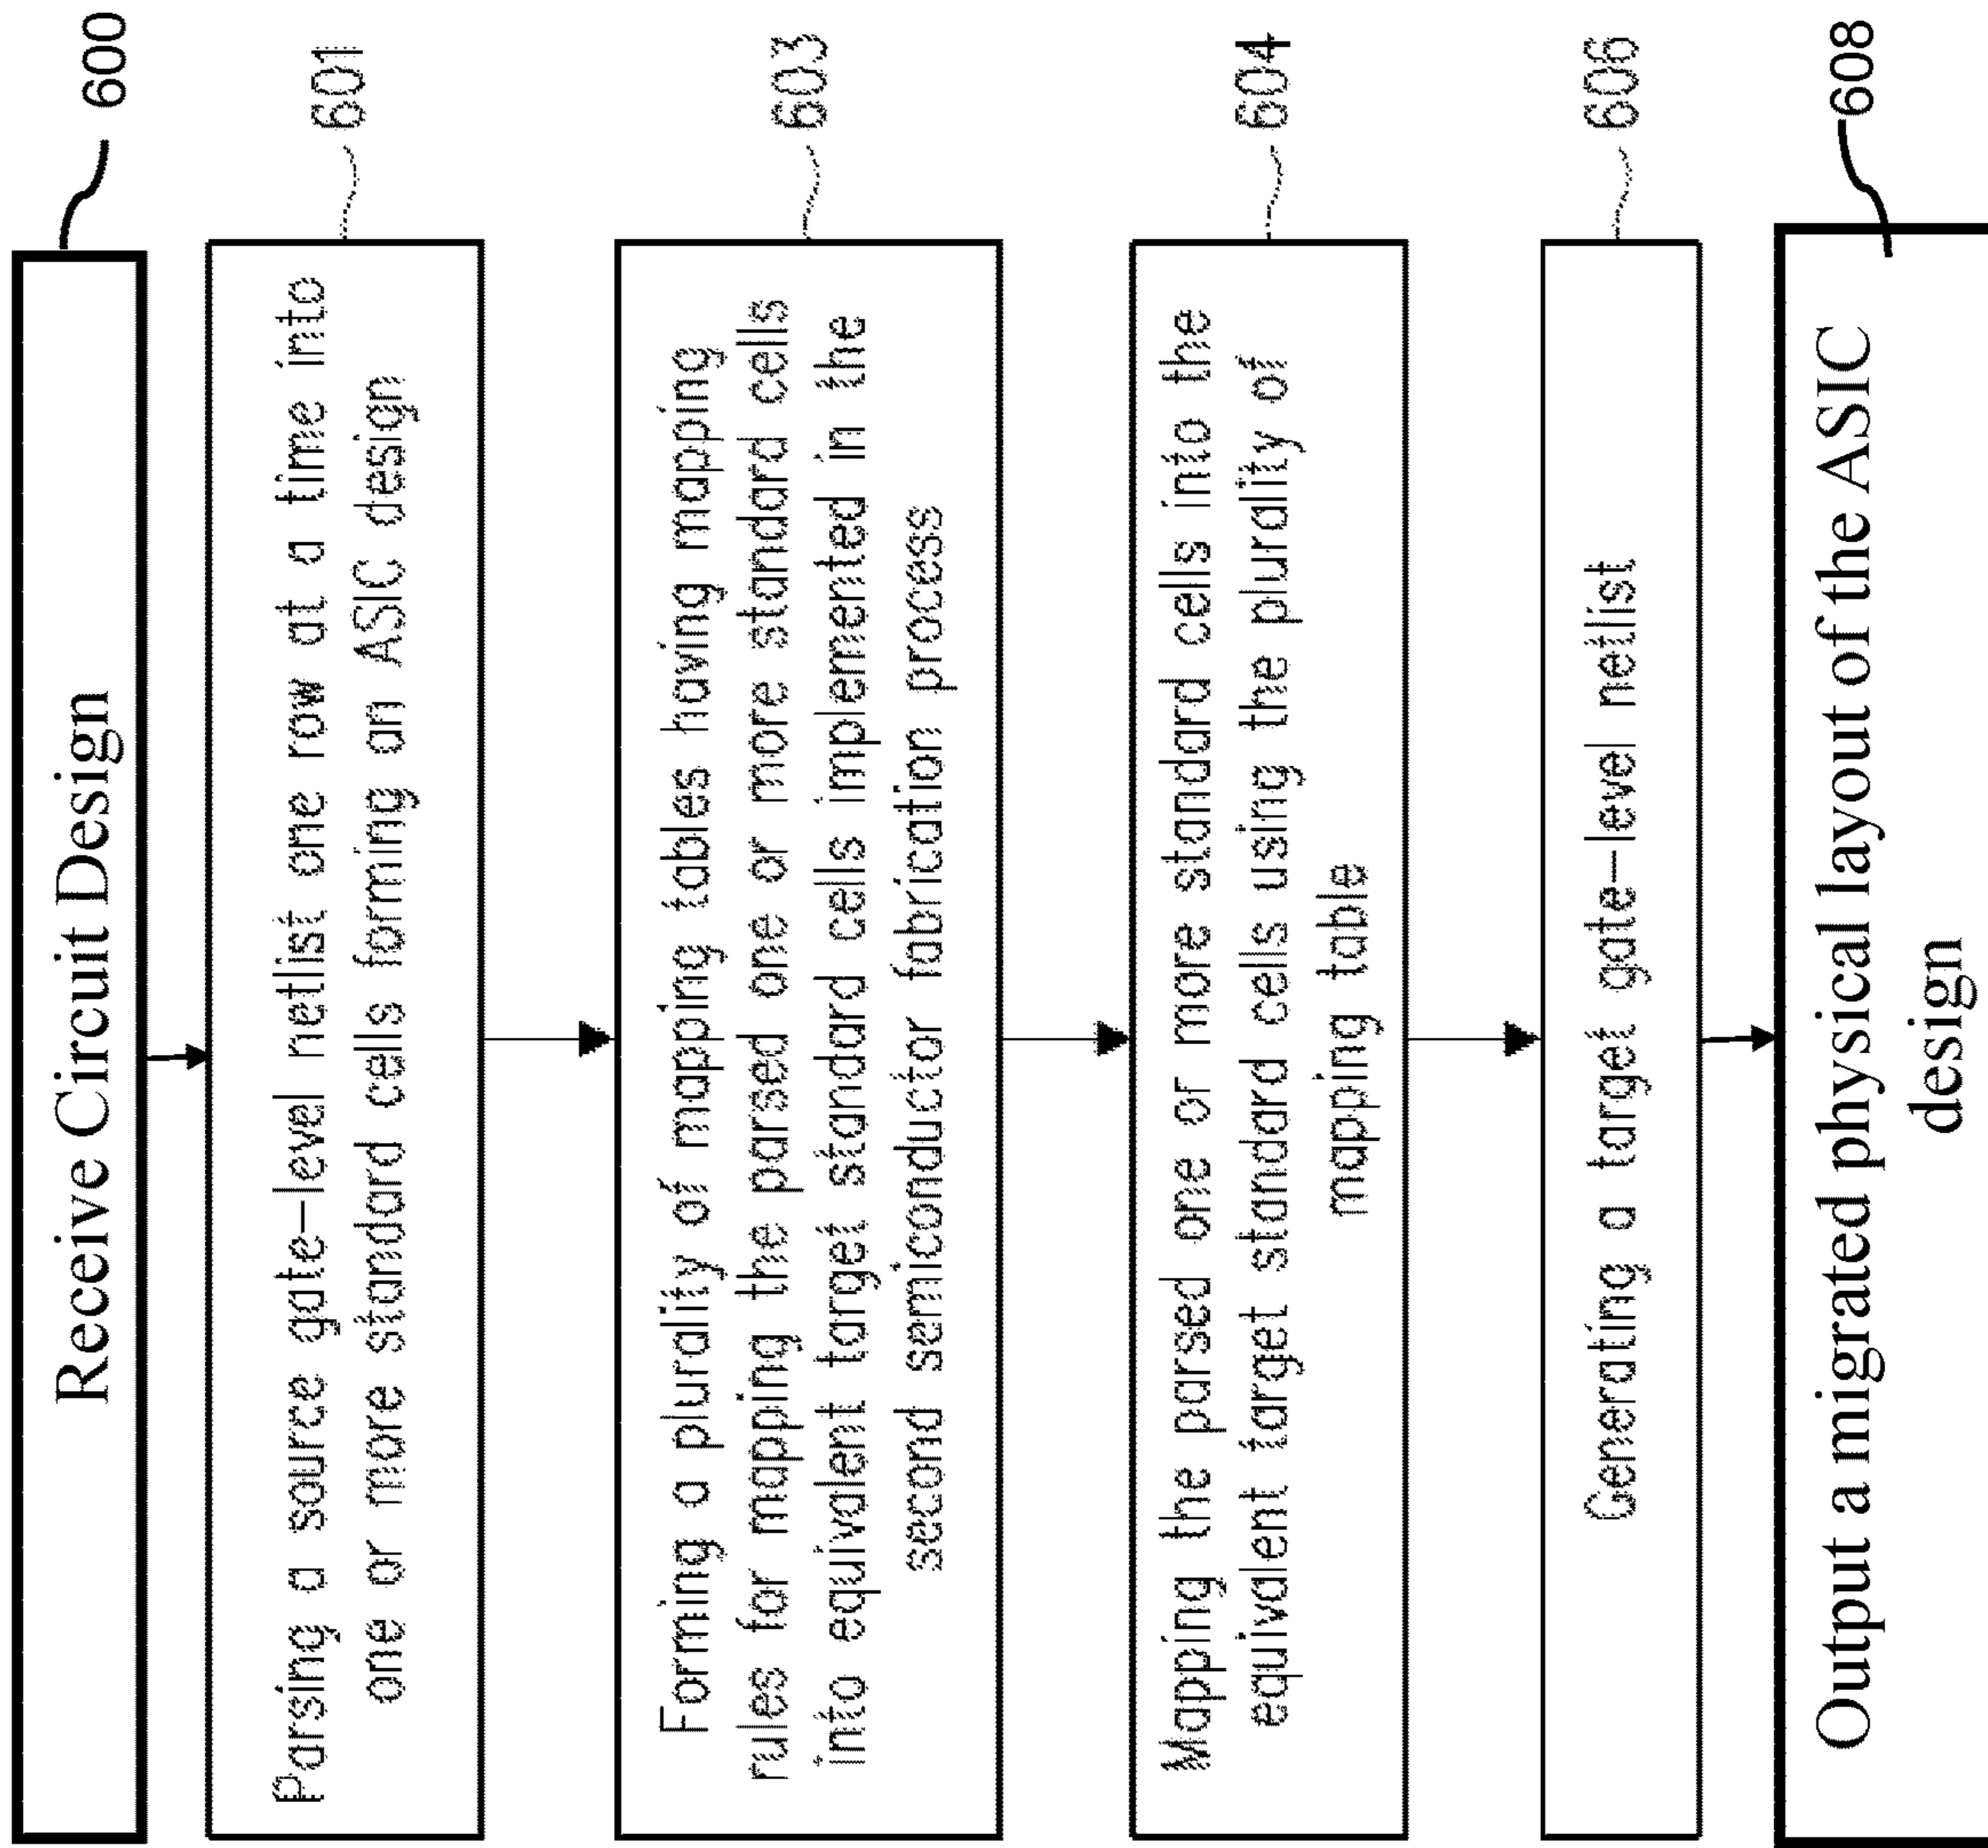 Receive Circuit Design
600
Parsing a source gate-level netlist one row at a time into
one or more standard cells forming an ASIC design
601
Forming a plurality of mapping tables having mapping
rules for mapping the parsed one or more standard cells
into equivalent target standard cells implemented in the
second semiconductor fabrication process
603
Mapping the parsed one or more standard cells into the
equivalent target standard cells using the plurality of
mapping table
604
Generating a target gate-level netlist
606
Output a migrated physical layout of the ASIC
design
608